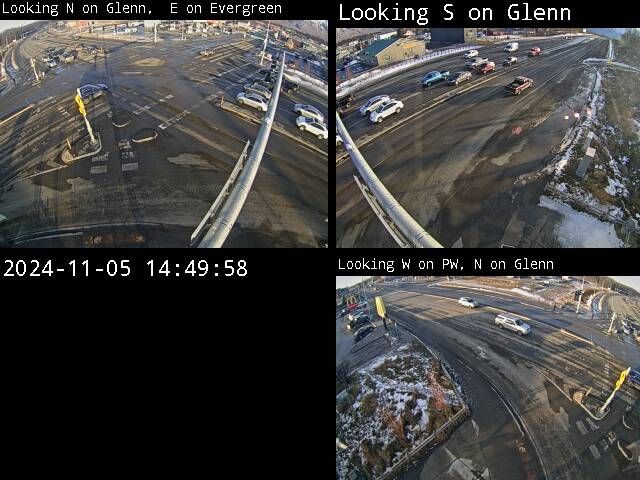 Looking N on Glenn,  E on Evergreen
Looking S on Glenn
2024-11-05 14:49:58
Looking W on PW, N on Glenn